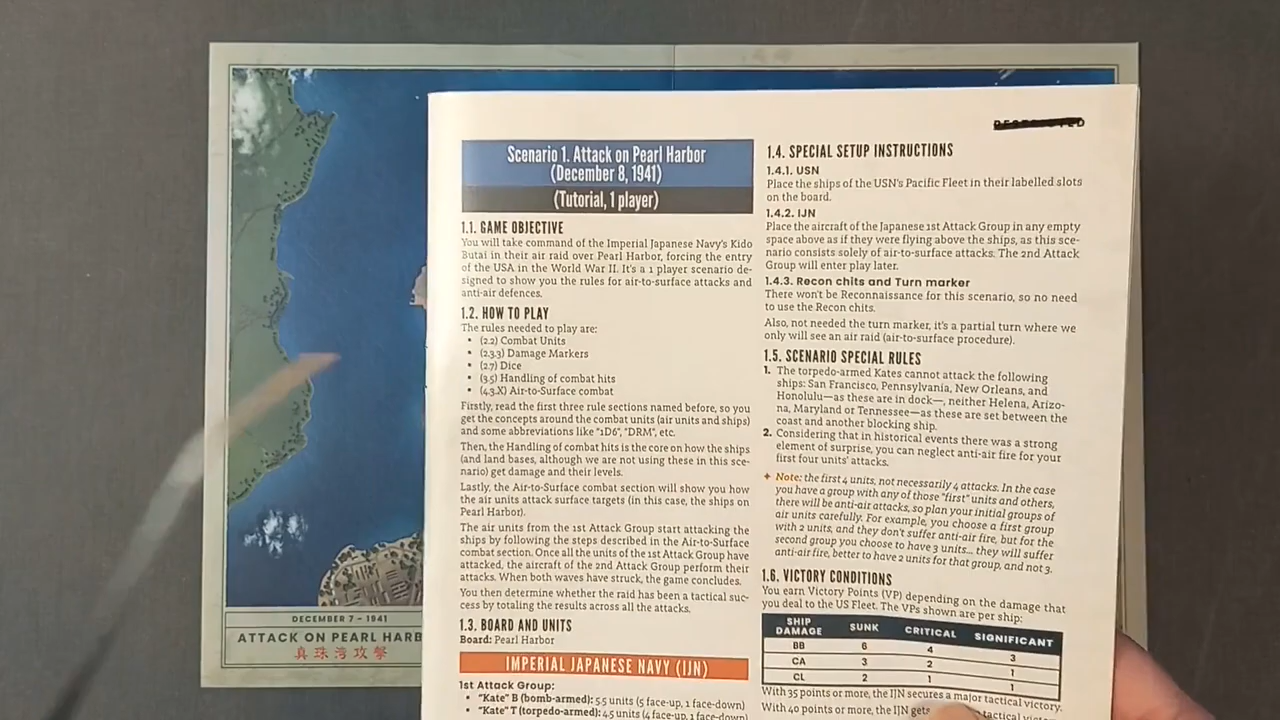 Scenario 1. Attack on Pearl Harbor
(December 8, 1941)
(Tutorial, 1 player)
1.1. GAME OBJECTIVE
You will take command of the Imperial Japanese Navy's Kido
Butai in their air raid over Pearl Harbor, forcing the entry
of the USA in the World War II. It's a 1 player scenario de-
signed to show you the rules for air-to-surface attacks and
anti-air defences.
1.2. HOW TO PLAY
The rules needed to play are:
• (2.2) Combat Units
• (2.3.3) Damage Markers
• (2.7) Dice
• (3.5) Handling of combat hits
• (4.3.X) Air-to-Surface combat
Firstly, read the first three rule sections named before, so you
get the concepts around the combat units (air units and ships)
and some abbreviations like "1D6", "DRM", etc.
Then, the Handling of combat hits is the core on how the ships
(and land bases, although we are not using these in this sce-
nario) get damage and their levels.
Lastly, the Air-to-Surface combat section will show you how
the air units attack surface targets (in this case, the ships on
Pearl Harbor).
The air units from the 1st Attack Group start attacking the
ships by following the steps described in the Air-to-Surface
combat section. Once all the units of the 1st Attack Group have
attacked, the aircraft of the 2nd Attack Group perform their
attacks. When both waves have struck, the game concludes.
You then determine whether the raid has been a tactical suc-
cess by totaling the results across all the attacks.
1.3. BOARD AND UNITS
Board: Pearl Harbor
IMPERIAL JAPANESE NAVY (IJN)
1st Attack Group:
• "Kate" B (bomb-armed): 5.5 units (5 face-up, 1 face-down)
• "Kate" T (torpedo-armed): 4.5 units (4 face-up, 1 face-down)
1.4. SPECIAL SETUP INSTRUCTIONS
1.4.1. USN
Place the ships of the USN's Pacific Fleet in their labelled slots
on the board.
1.4.2. IJN
Place the aircraft of the Japanese 1st Attack Group in any empty
space above as if they were flying above the ships, as this sce-
nario consists solely of air-to-surface attacks. The 2nd Attack
Group will enter play later.
1.4.3. Recon chits and Turn marker
There won't be Reconnaissance for this scenario, so no need
to use the Recon chits.
Also, not needed the turn marker, it's a partial turn where we
only will see an air raid (air-to-surface procedure).
1.5. SCENARIO SPECIAL RULES
1. The torpedo-armed Kates cannot attack the following
ships: San Francisco, Pennsylvania, New Orleans, and
Honolulu—as these are in dock—, neither Helena, Arizo-
na, Maryland or Tennessee—as these are set between the
coast and another blocking ship.
2. Considering that in historical events there was a strong
element of surprise, you can neglect anti-air fire for your
first four units' attacks.
✦ Note: the first 4 units, not necessarily 4 attacks. In the case
you have a group with any of those "first" units and others,
there will be anti-air attacks, so plan your initial groups of
air units carefully. For example, you choose a first group
with 2 units, and they don't suffer anti-air fire, but for the
second group you choose to have 3 units... they will suffer
anti-air fire, better to have 2 units for that group, and not 3.
1.6. VICTORY CONDITIONS
You earn Victory Points (VP) depending on the damage that
you deal to the US Fleet. The VPs shown are per ship:
SHIP DAMAGE SUNK CRITICAL SIGNIFICANT
BB 6 4 3
CA 3 2 1
CL 2 1 1
With 35 points or more, the IJN secures a major tactical victory.
With 40 points or more, the IJN gets tactical
DECEMBER 7 - 1941
ATTACK ON PEARL HARB
真珠湾攻撃